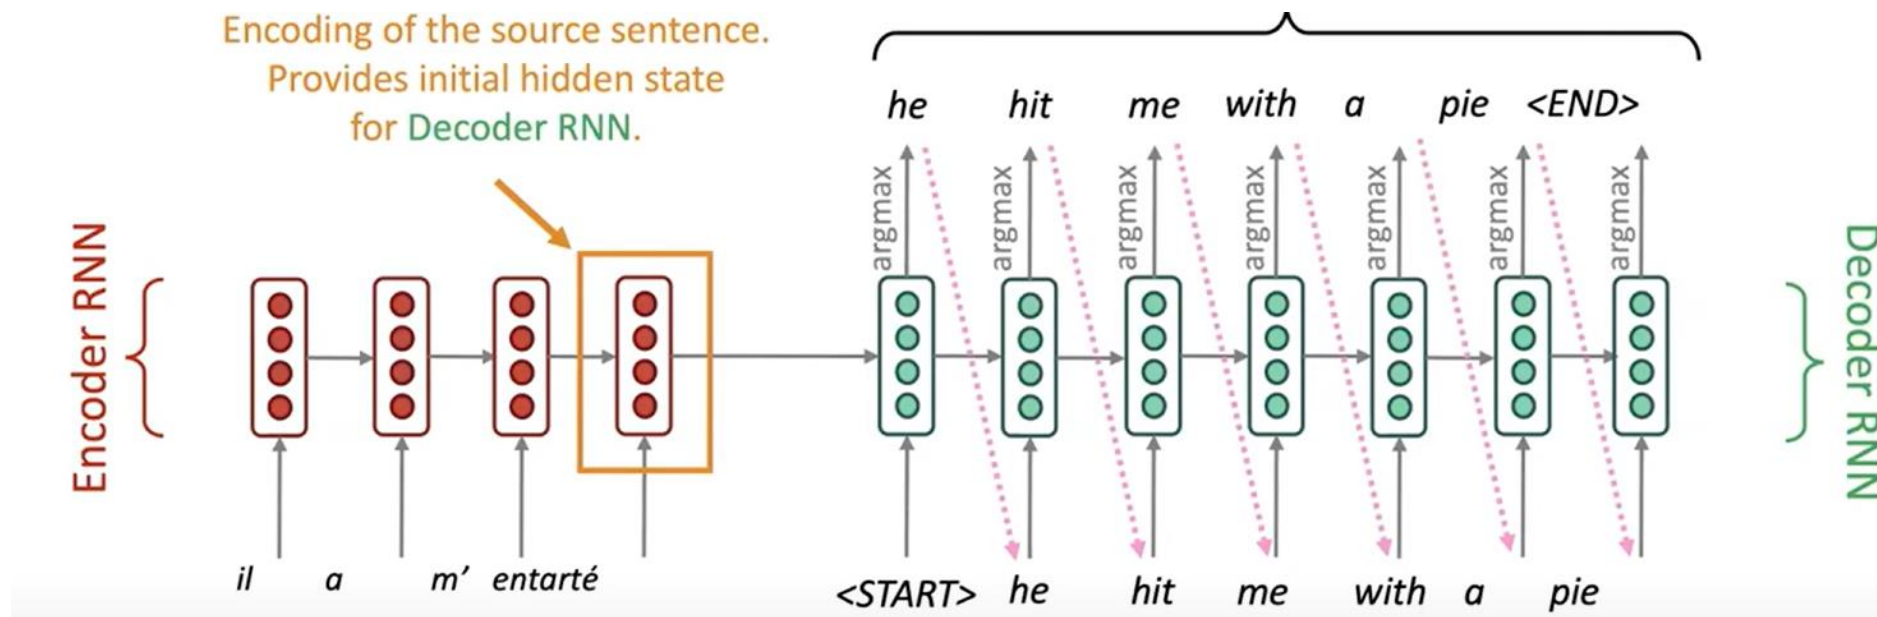 Encoding of the source sentence.
Provides initial hidden state
for Decoder RNN.
he hit me with a pie <END>
argmax argmax argmax argmax argmax argmax argmax
Encoder RNN
Decoder RNN
il a m’ entarté
<START> he hit me with a pie